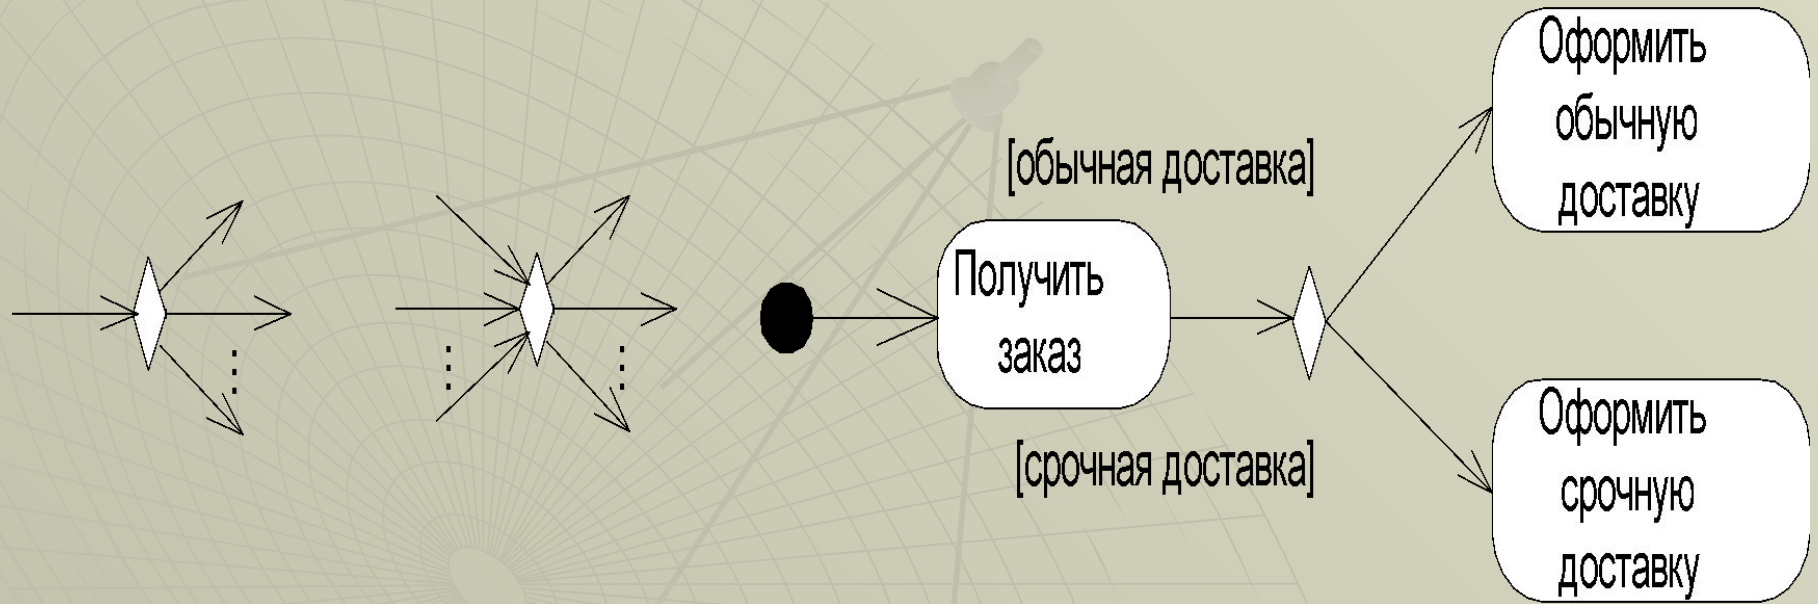 [обычная доставка]
Получить
заказ
[срочная доставка]
Оформить
обычную
доставку
Оформить
срочную
доставку